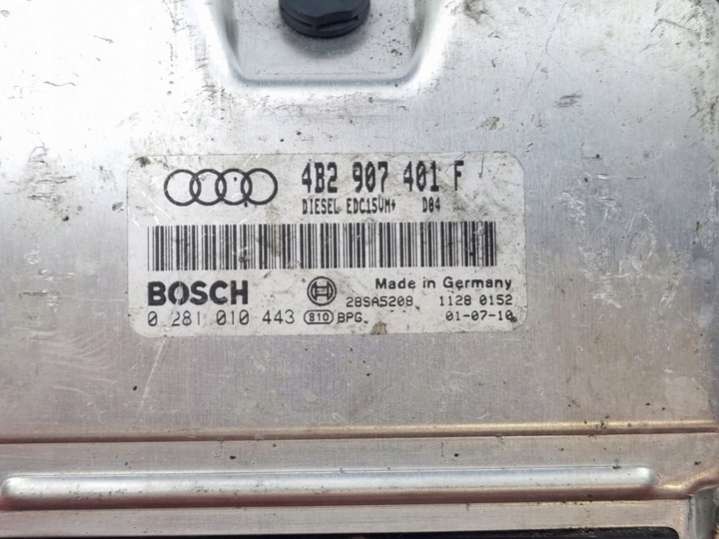 4B2 907 401 F
DIESEL EDC15VM+ D04
BOSCH Made in Germany
28SA5208 1128 0152
0 281 010 443 810 BPG 01-07-10